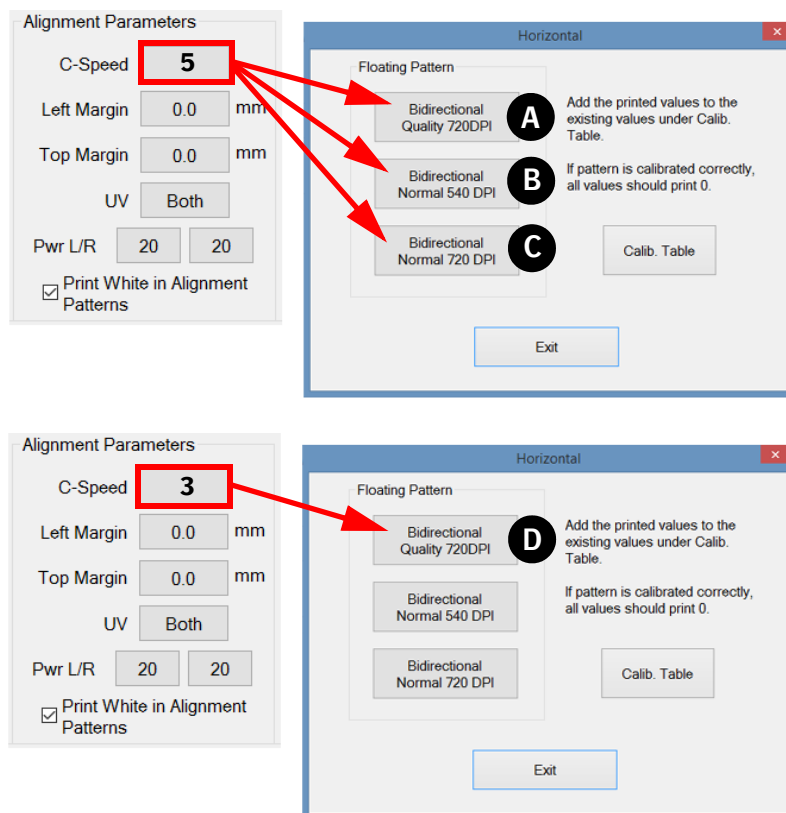 Alignment Parameters
C-Speed 5
Left Margin 0.0 mm
Top Margin 0.0 mm
UV Both
Pwr L/R 20 20
Print White in Alignment
Patterns
Horizontal
Floating Pattern
Bidirectional
Quality 720DPI
A
Bidirectional
Normal 540 DPI
B
Bidirectional
Normal 720 DPI
C
Add the printed values to the
existing values under Calib.
Table.
If pattern is calibrated correctly,
all values should print 0.
Calib. Table
Exit
Alignment Parameters
C-Speed 3
Left Margin 0.0 mm
Top Margin 0.0 mm
UV Both
Pwr L/R 20 20
Print White in Alignment
Patterns
Horizontal
Floating Pattern
Bidirectional
Quality 720DPI
D
Bidirectional
Normal 540 DPI
Bidirectional
Normal 720 DPI
Add the printed values to the
existing values under Calib.
Table.
If pattern is calibrated correctly,
all values should print 0.
Calib. Table
Exit